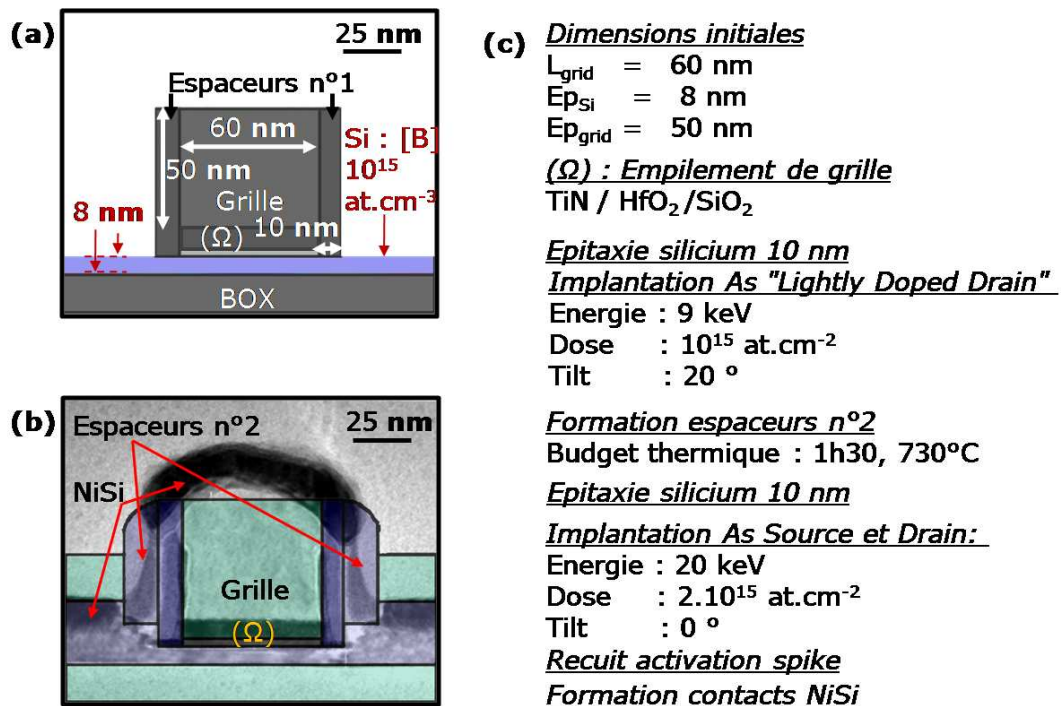 (a)
25 nm
Espaceurs nº1
60 nm
50 nm
Si : [B]
10¹⁵
at.cm⁻³
Grille
8 nm
(Ω)
10 nm
BOX
(b)
Espaceurs nº2
25 nm
NiSi
Grille
(Ω)
(c)
Dimensions initiales
L_grid = 60 nm
Ep_Si = 8 nm
Ep_grid = 50 nm
(Ω) : Empilement de grille
TiN / HfO₂/SiO₂
Epitaxie silicium 10 nm
Implantation As "Lightly Doped Drain"
Energie : 9 keV
Dose : 10¹⁵ at.cm⁻²
Tilt : 20 º
Formation espaceurs nº2
Budget thermique : 1h30, 730°C
Epitaxie silicium 10 nm
Implantation As Source et Drain:
Energie : 20 keV
Dose : 2.10¹⁵ at.cm⁻²
Tilt : 0 º
Recuit activation spike
Formation contacts NiSi